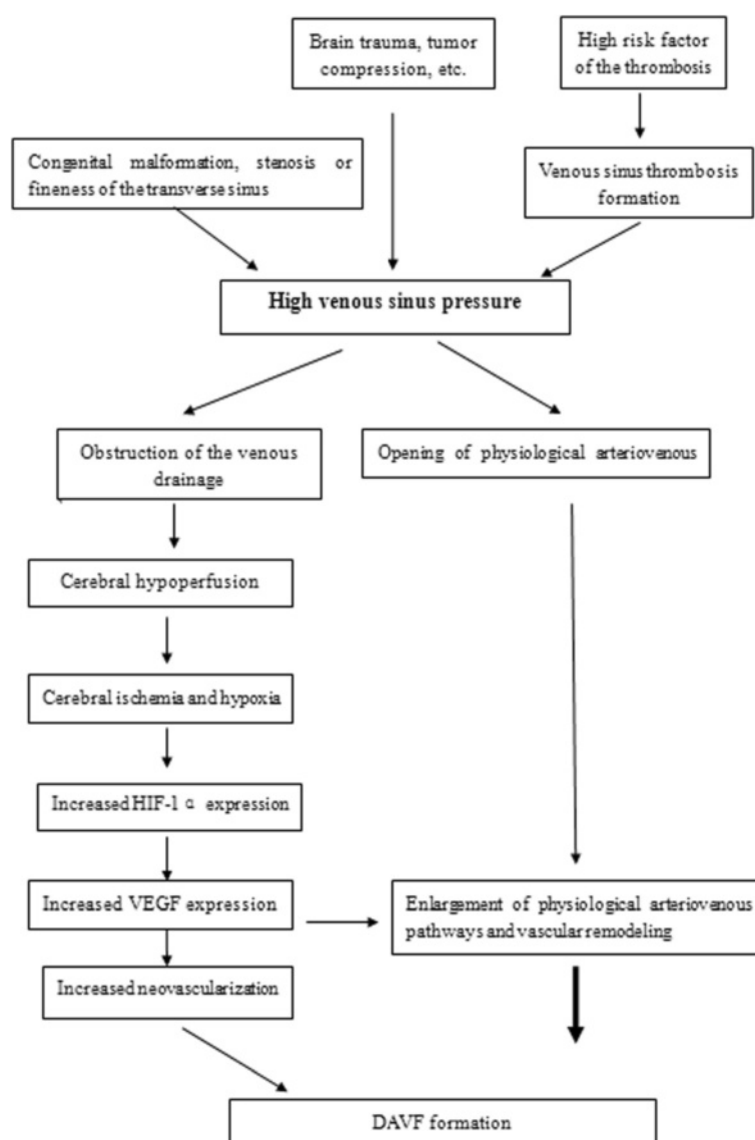 Brain trauma, tumor
compression, etc.
High risk factor
of the thrombosis
Congenital malformation, stenosis or
fineness of the transverse sinus
Venous sinus thrombosis
formation
High venous sinus pressure
Obstruction of the venous
drainage
Opening of physiological arteriovenous
Cerebral hypoperfusion
Cerebral ischemia and hypoxia
Increased HIF-1α expression
Increased VEGF expression
Enlargement of physiological arteriovenous
pathways and vascular remodeling
Increased neovascularization
DAVF formation